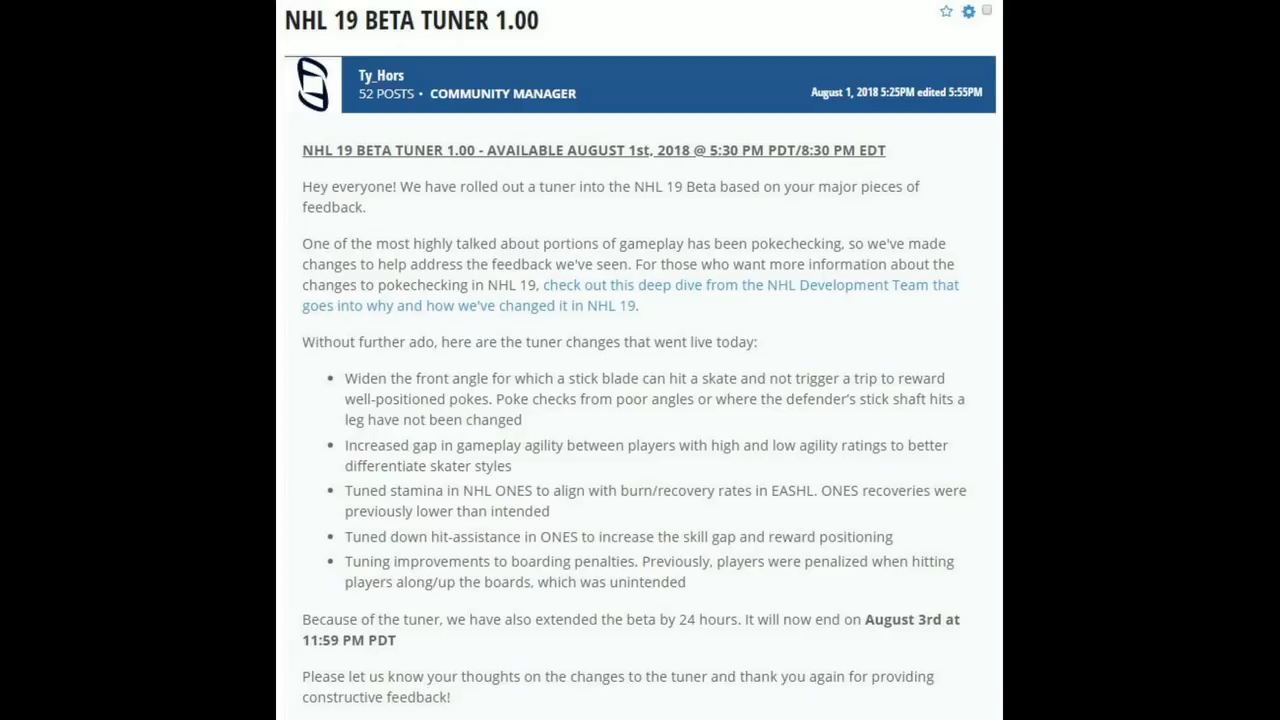 NHL 19 BETA TUNER 1.00
Ty_Hors
52 POSTS • COMMUNITY MANAGER
August 1, 2018 5:25PM edited 5:55PM
NHL 19 BETA TUNER 1.00 - AVAILABLE AUGUST 1st, 2018 @ 5:30 PM PDT/8:30 PM EDT
Hey everyone! We have rolled out a tuner into the NHL 19 Beta based on your major pieces of
feedback.
One of the most highly talked about portions of gameplay has been pokechecking, so we've made
changes to help address the feedback we've seen. For those who want more information about the
changes to pokechecking in NHL 19, check out this deep dive from the NHL Development Team that
goes into why and how we've changed it in NHL 19.
Without further ado, here are the tuner changes that went live today:
• Widen the front angle for which a stick blade can hit a skate and not trigger a trip to reward
well-positioned pokes. Poke checks from poor angles or where the defender's stick shaft hits a
leg have not been changed
• Increased gap in gameplay agility between players with high and low agility ratings to better
differentiate skater styles
• Tuned stamina in NHL ONES to align with burn/recovery rates in EASHL. ONES recoveries were
previously lower than intended
• Tuned down hit-assistance in ONES to increase the skill gap and reward positioning
• Tuning improvements to boarding penalties. Previously, players were penalized when hitting
players along/up the boards, which was unintended
Because of the tuner, we have also extended the beta by 24 hours. It will now end on August 3rd at
11:59 PM PDT
Please let us know your thoughts on the changes to the tuner and thank you again for providing
constructive feedback!